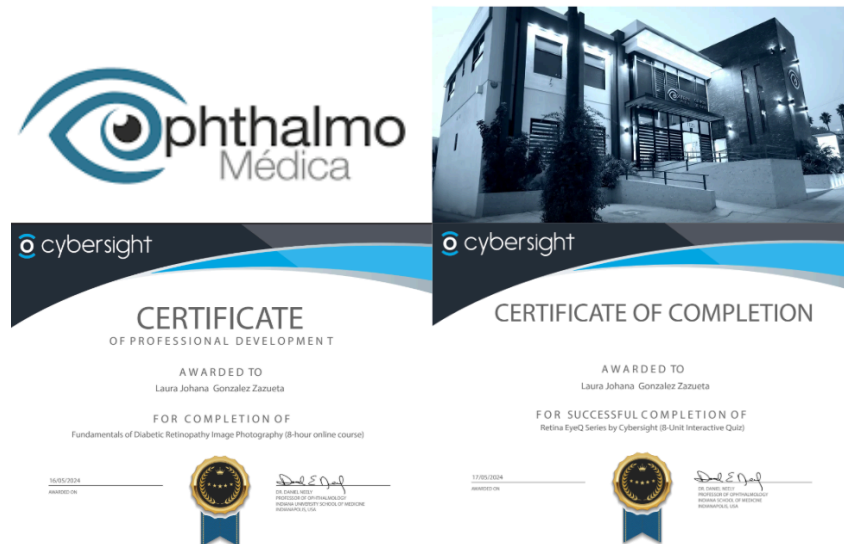 Ophthalmo
Médica
Ophthalmo
cybersight
CERTIFICATE
OF PROFESSIONAL DEVELOPMENT
AWARDED TO
Laura Johana Gonzalez Zazueta
FOR COMPLETION OF
Fundamentals of Diabetic Retinopathy Image Photography (8-hour online course)
16/05/2024
AWARDED ON
DR. DANIEL NEELY
PROFESSOR OF OPHTHALMOLOGY
INDIANA UNIVERSITY SCHOOL OF MEDICINE
INDIANAPOLIS, USA
cybersight
CERTIFICATE OF COMPLETION
AWARDED TO
Laura Johana Gonzalez Zazueta
FOR SUCCESSFUL COMPLETION OF
Retina EyeQ Series by Cybersight (8-Unit Interactive Quiz)
17/05/2024
AWARDED ON
DR. DANIEL NEELY
PROFESSOR OF OPHTHALMOLOGY
INDIANA SCHOOL OF MEDICINE
INDIANAPOLIS, USA